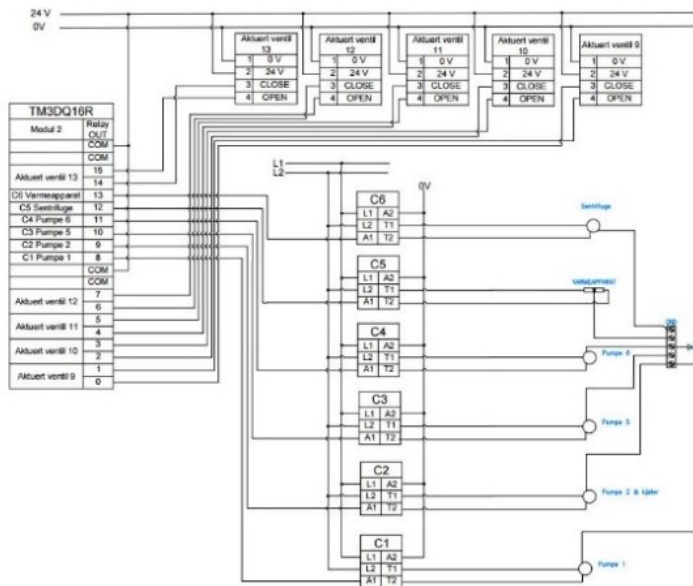 24 V
0V
Aktuert ventil
13
1 0 V
2 24 V
3 CLOSE
4 OPEN
Aktuert ventil
12
1 0 V
2 24 V
3 CLOSE
4 OPEN
Aktuert ventil
11
1 0 V
2 24 V
3 CLOSE
4 OPEN
Aktuert ventil
10
1 0 V
2 24 V
3 CLOSE
4 OPEN
Aktuert ventil 9
1 0 V
2 24 V
3 CLOSE
4 OPEN
TM3DQ16R
Modul 2 Relay
OUT
COM
COM
Aktuert ventil 13 15
14
C6 Varmeapparat 13
C5 Sentrifuge 12
C4 Pumpe 6 11
C3 Pumpe 5 10
C2 Pumpe 2 9
C1 Pumpe 1 8
COM
COM
Aktuert ventil 12 7
6
Aktuert ventil 11 5
4
Aktuert ventil 10 3
2
Aktuert ventil 9 1
0
L1
L2
0V
C6
L1 A2
L2 T1
A1 T2
Sentrifuge
C5
L1 A2
L2 T1
A1 T2
VARMEAPPARAT
GND
C4
L1 A2
L2 T1
A1 T2
Pumpe 6
C3
L1 A2
L2 T1
A1 T2
Pumpe 5
C2
L1 A2
L2 T1
A1 T2
Pumpe 2 & kjøler
C1
L1 A2
L2 T1
A1 T2
Pumpe 1